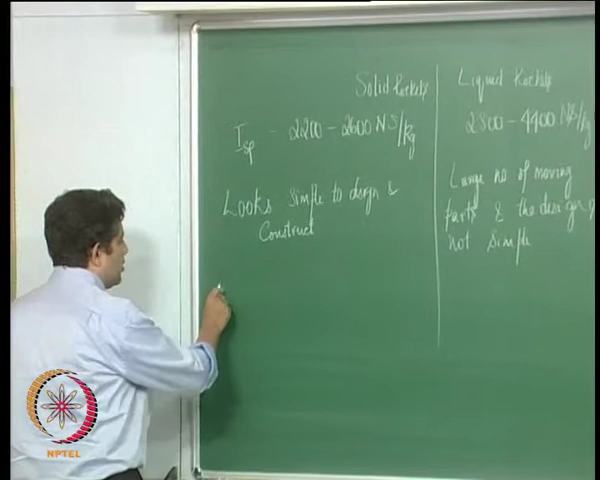 Solid Rockets
Liquid Rockets
Isp - 2200 - 2600 NS/kg
2800 - 4400 NS/kg
Looks simple to design &
Construct
Large no of moving
parts & the design
not simple
NPTEL